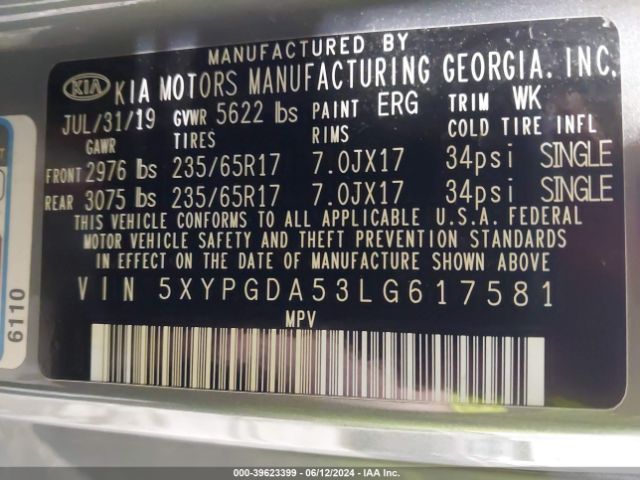 MANUFACTURED BY
KIA KIA MOTORS MANUFACTURING GEORGIA. INC.
JUL/31/19 GVWR 5622 lbs PAINT ERG TRIM WK
GAWR TIRES RIMS COLD TIRE INFL
FRONT 2976 lbs 235/65R17 7.0JX17 34psi SINGLE
REAR 3075 lbs 235/65R17 7.0JX17 34psi SINGLE
THIS VEHICLE CONFORMS TO ALL APPLICABLE U.S.A. FEDERAL
MOTOR VEHICLE SAFETY AND THEFT PREVENTION STANDARDS
IN EFFECT ON THE DATE OF MANUFACTURE SHOWN ABOVE
VIN 5XYPGDA53LG617581
MPV
6110
000-39623399 - 06/12/2024 - IAA Inc.